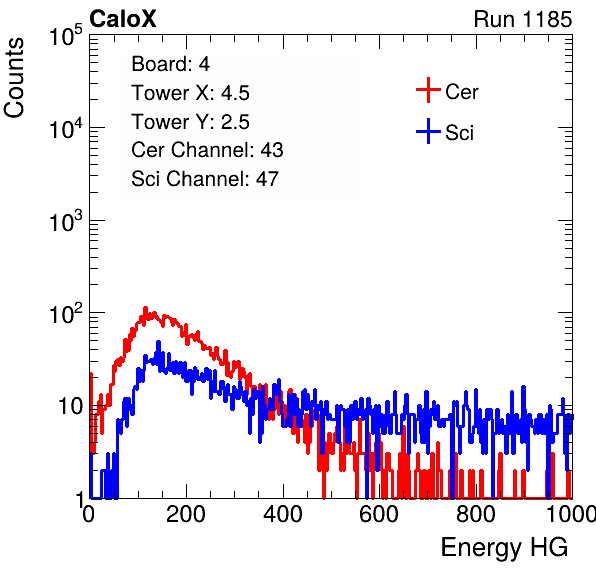 CaloX Run 1185
Counts
10^5
10^4
10^3
10^2
10
1
Board: 4
Tower X: 4.5
Tower Y: 2.5
Cer Channel: 43
Sci Channel: 47
Cer
Sci
0 200 400 600 800 1000
Energy HG